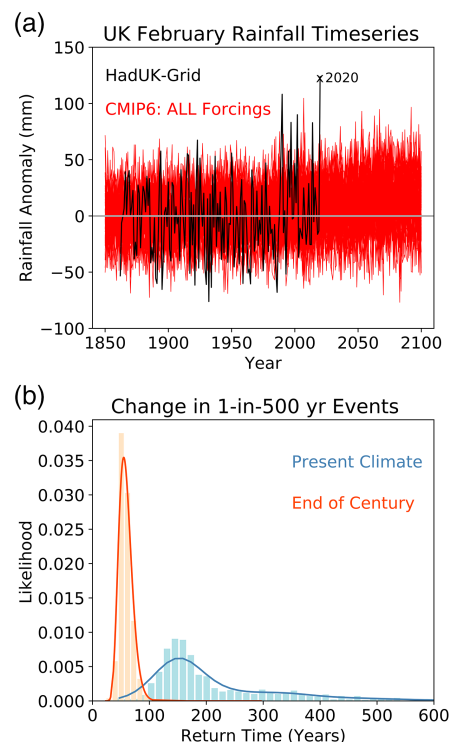 (a)
UK February Rainfall Timeseries
150
100
50
0
−50
−100
Rainfall Anomaly (mm)
HadUK-Grid
CMIP6: ALL Forcings
2020
1850 1900 1950 2000 2050 2100
Year
(b)
Change in 1-in-500 yr Events
0.040
0.035
0.030
0.025
0.020
0.015
0.010
0.005
0.000
Likelihood
Present Climate
End of Century
0 100 200 300 400 500 600
Return Time (Years)